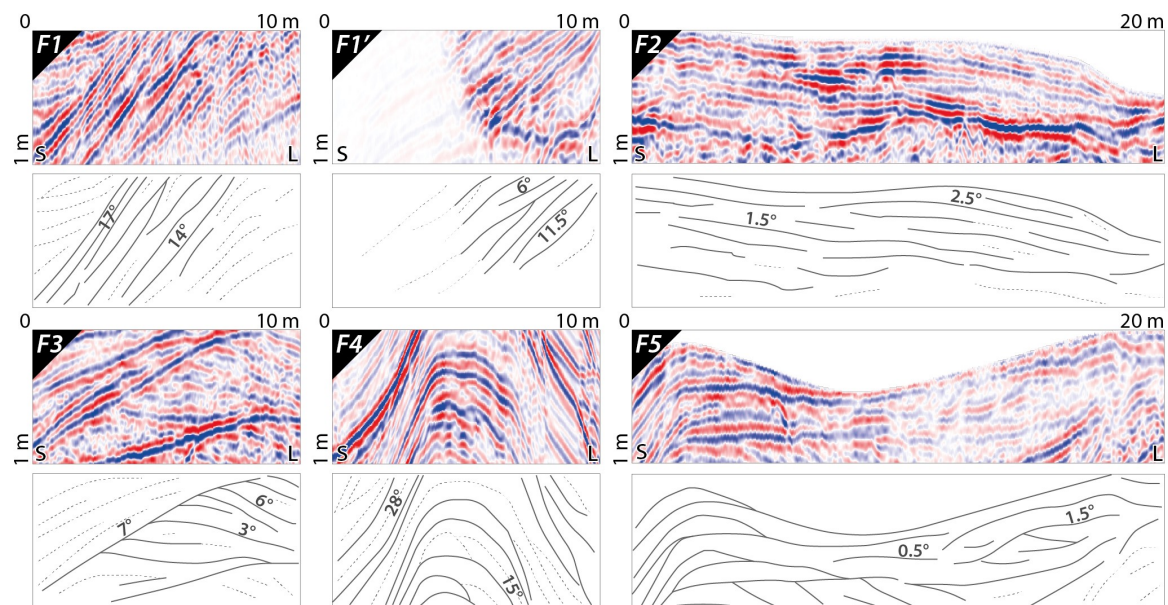 0 10 m 0 10 m 0 20 m
F1 F1’ F2
1 m S L 1 m S L 1 m S L
17° 14° 6° 11.5° 1.5° 2.5°
0 10 m 0 10 m 0 20 m
F3 F4 F5
1 m S L 1 m S L 1 m S L
7° 6° 3° 28° 15° 0.5° 1.5°